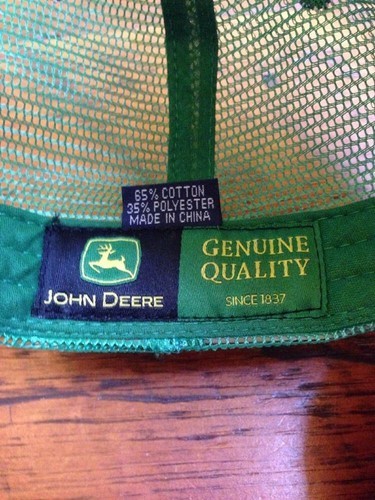 65% COTTON
35% POLYESTER
MADE IN CHINA
JOHN DEERE
GENUINE
QUALITY
SINCE 1837